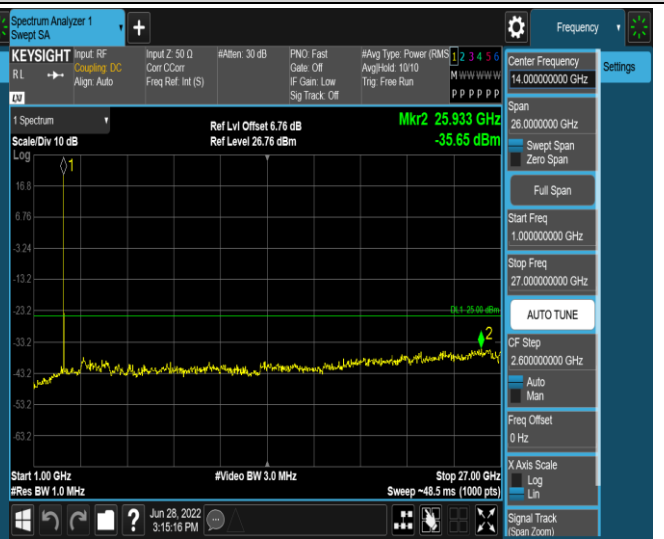 Spectrum Analyzer 1
Swept SA
Frequency
KEYSIGHT
Input: RF
Input Z: 50 Ω
#Atten: 30 dB
PNO: Fast
#Avg Type: Power (RMS
1 2 3 4 5 6
RL
Coupling: DC
Corr CCorr
Gate: Off
Avg|Hold: 10/10
M W W W W W
Align: Auto
Freq Ref: Int (S)
IF Gain: Low
Trig: Free Run
Sig Track: Off
P P P P P P
LXI
1 Spectrum
Ref Lvl Offset 6.76 dB
Mkr2 25.933 GHz
Scale/Div 10 dB
Ref Level 26.76 dBm
-35.65 dBm
Log
1
16.8
6.76
-3.24
-13.2
-23.2
DL1 -25.00 dBm
2
-33.2
-43.2
-53.2
-63.2
Start 1.00 GHz
#Video BW 3.0 MHz
Stop 27.00 GHz
#Res BW 1.0 MHz
Sweep ~48.5 ms (1000 pts)
Center Frequency
14.000000000 GHz
Settings
Span
26.0000000 GHz
Swept Span
Zero Span
Full Span
Start Freq
1.000000000 GHz
Stop Freq
27.000000000 GHz
AUTO TUNE
CF Step
2.600000000 GHz
Auto
Man
Freq Offset
0 Hz
X Axis Scale
Log
Lin
Signal Track
(Span Zoom)
?
Jun 28, 2022
3:15:16 PM